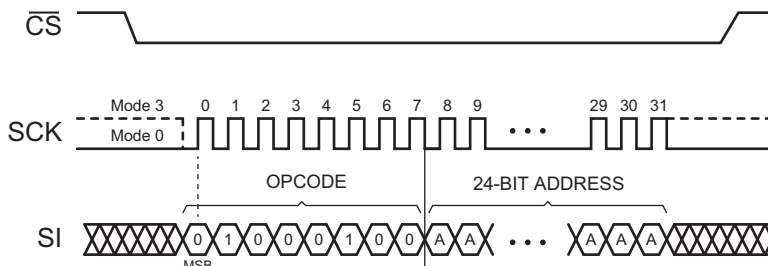 CS
Mode 3 0 1 2 3 4 5 6 7 8 9 29 30 31
SCK Mode 0 • • •
OPCODE 24-BIT ADDRESS
SI 0 1 0 0 0 1 0 0 A A • • • A A A
MSB